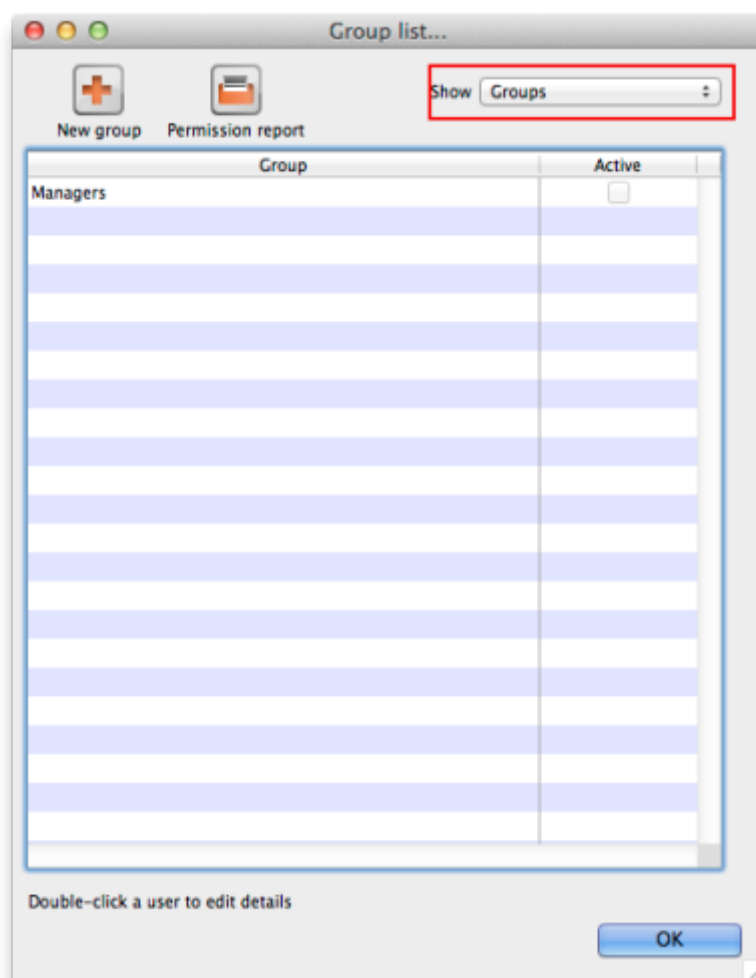 Group list...
Show Groups
New group Permission report
Group Active
Managers
Double-click a user to edit details
OK